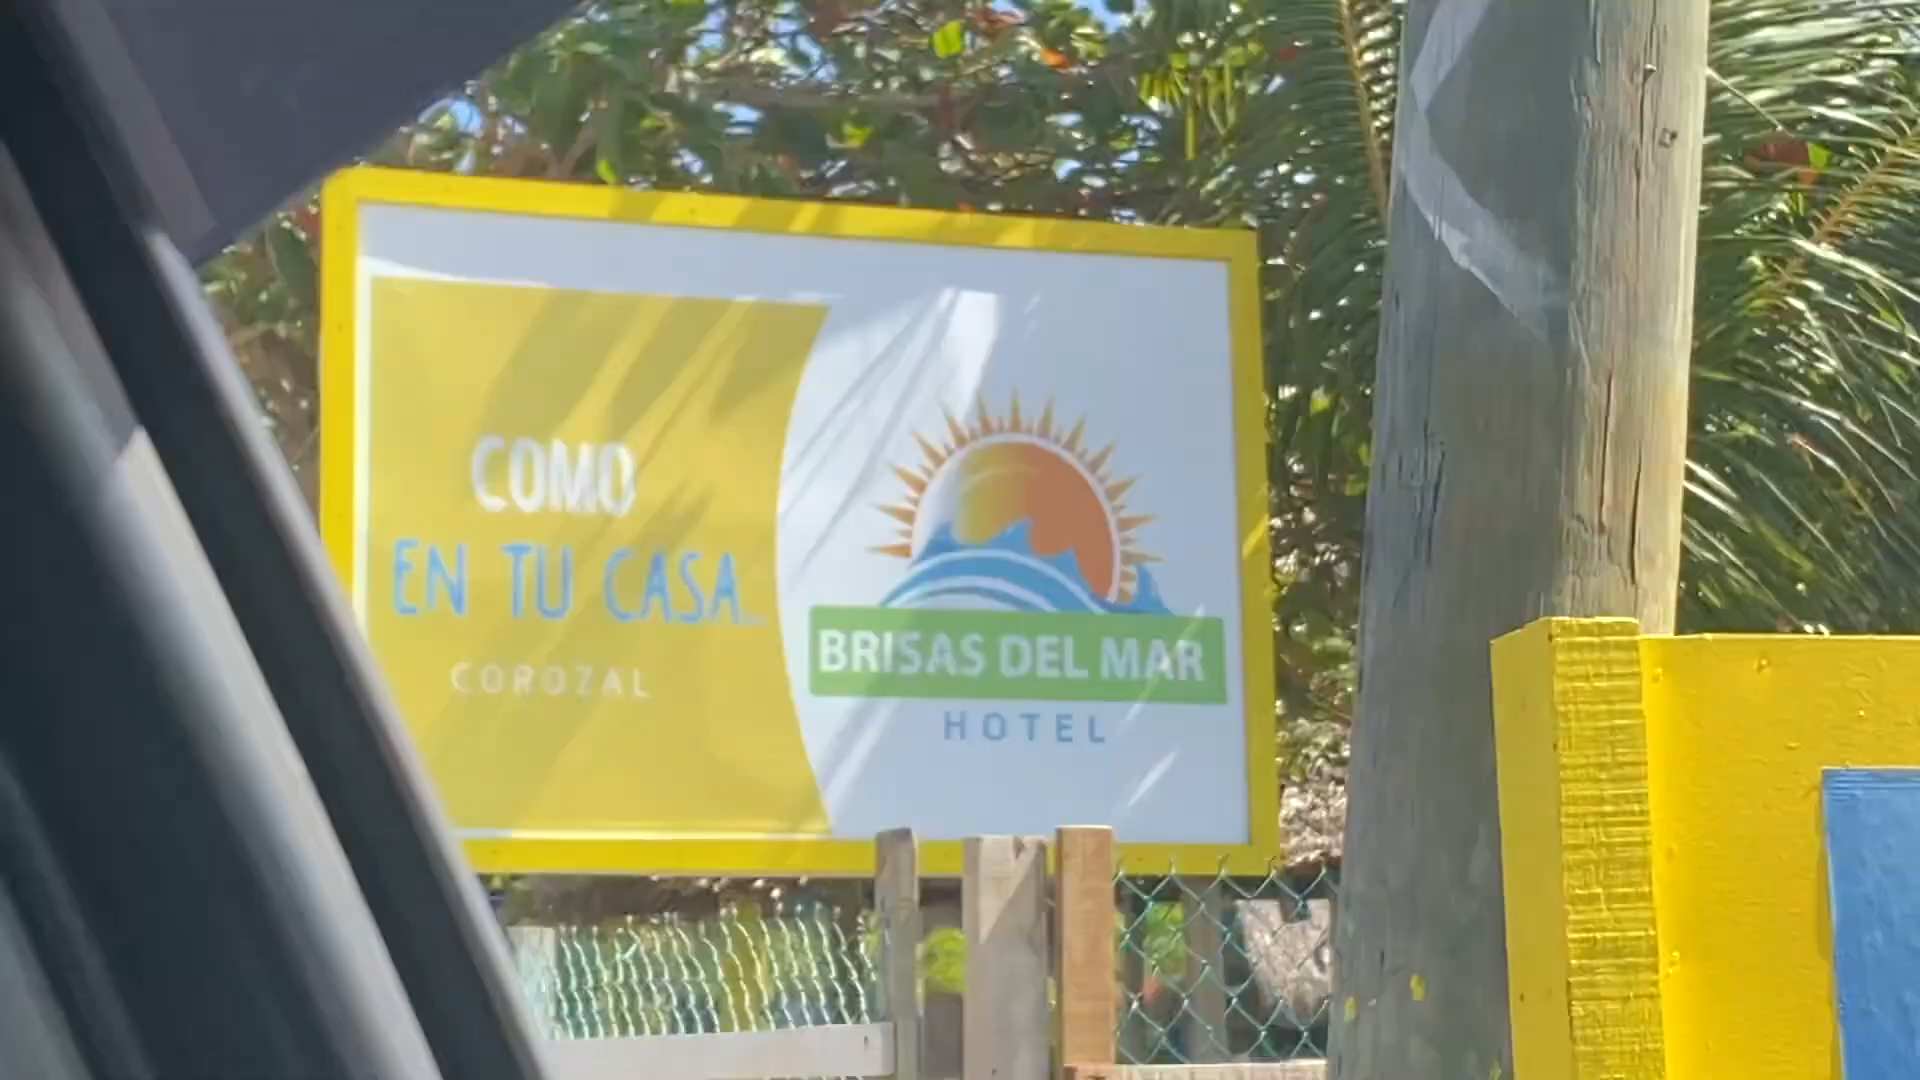 COMO
EN TU CASA...
COROZAL
BRISAS DEL MAR
HOTEL